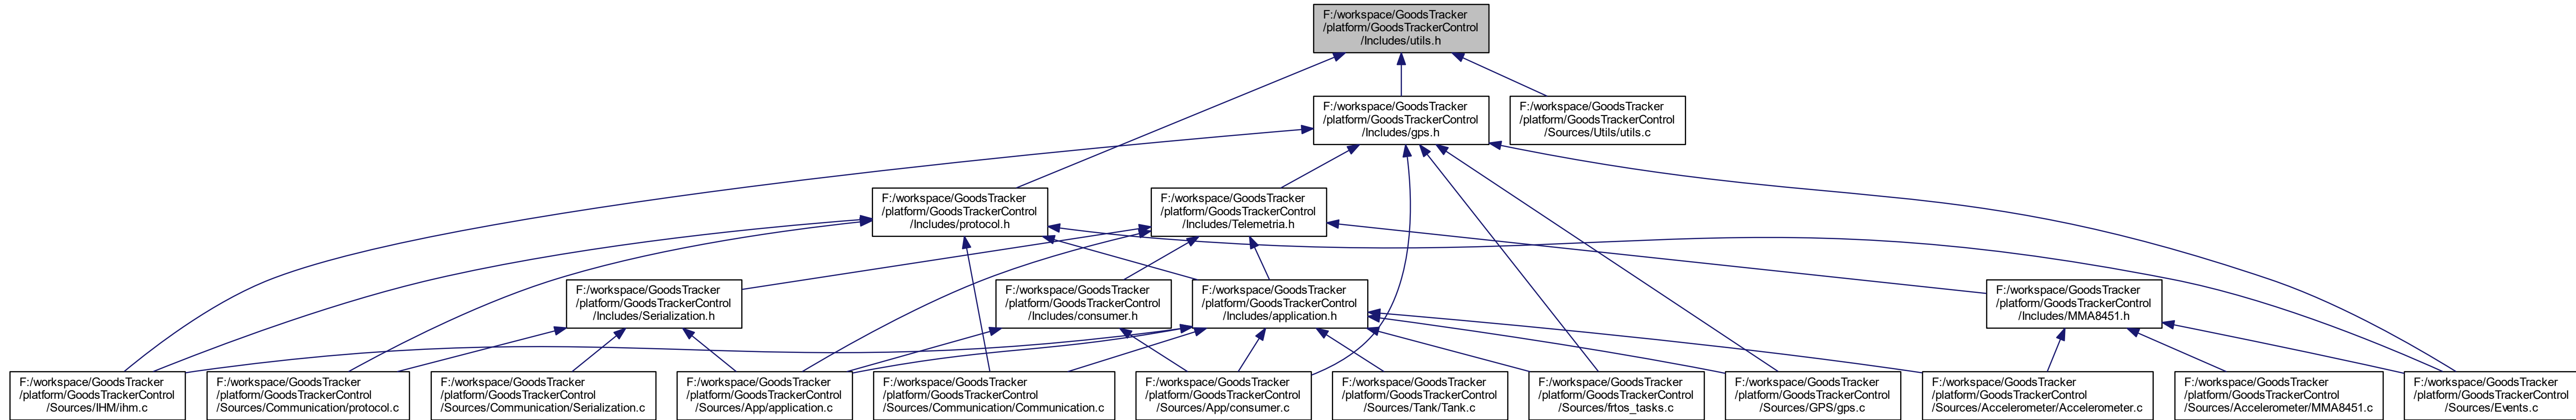 F:/workspace/GoodsTracker
/platform/GoodsTrackerControl
/Includes/utils.h
F:/workspace/GoodsTracker
/platform/GoodsTrackerControl
/Includes/gps.h
F:/workspace/GoodsTracker
/platform/GoodsTrackerControl
/Sources/Utils/utils.c
F:/workspace/GoodsTracker
/platform/GoodsTrackerControl
/Includes/protocol.h
F:/workspace/GoodsTracker
/platform/GoodsTrackerControl
/Includes/Telemetria.h
F:/workspace/GoodsTracker
/platform/GoodsTrackerControl
/Includes/Serialization.h
F:/workspace/GoodsTracker
/platform/GoodsTrackerControl
/Includes/consumer.h
F:/workspace/GoodsTracker
/platform/GoodsTrackerControl
/Includes/application.h
F:/workspace/GoodsTracker
/platform/GoodsTrackerControl
/Includes/MMA8451.h
F:/workspace/GoodsTracker
/platform/GoodsTrackerControl
/Sources/IHM/ihm.c
F:/workspace/GoodsTracker
/platform/GoodsTrackerControl
/Sources/Communication/protocol.c
F:/workspace/GoodsTracker
/platform/GoodsTrackerControl
/Sources/Communication/Serialization.c
F:/workspace/GoodsTracker
/platform/GoodsTrackerControl
/Sources/App/application.c
F:/workspace/GoodsTracker
/platform/GoodsTrackerControl
/Sources/Communication/Communication.c
F:/workspace/GoodsTracker
/platform/GoodsTrackerControl
/Sources/App/consumer.c
F:/workspace/GoodsTracker
/platform/GoodsTrackerControl
/Sources/Tank/Tank.c
F:/workspace/GoodsTracker
/platform/GoodsTrackerControl
/Sources/frtos_tasks.c
F:/workspace/GoodsTracker
/platform/GoodsTrackerControl
/Sources/GPS/gps.c
F:/workspace/GoodsTracker
/platform/GoodsTrackerControl
/Sources/Accelerometer/Accelerometer.c
F:/workspace/GoodsTracker
/platform/GoodsTrackerControl
/Sources/Accelerometer/MMA8451.c
F:/workspace/GoodsTracker
/platform/GoodsTrackerControl
/Sources/Events.c